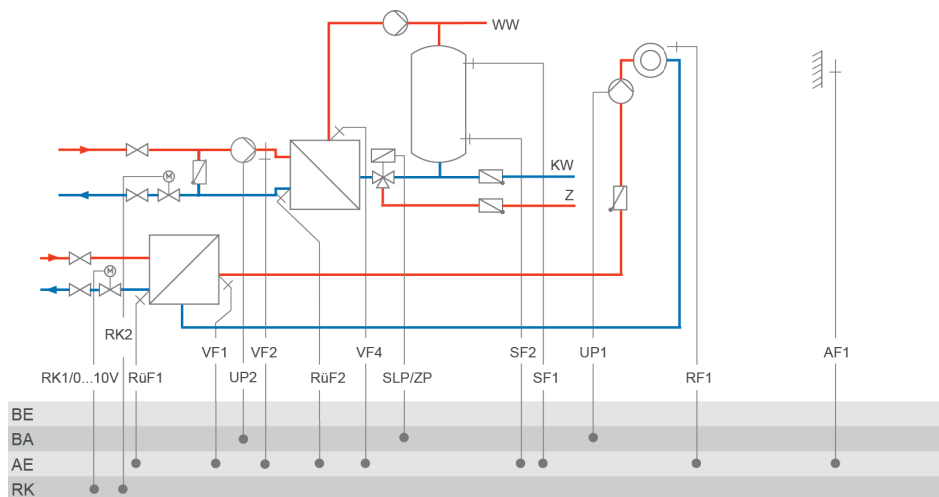 WW
M
KW
Z
M
RK2
VF1
VF2
VF4
SF2
UP1
AF1
RK1/0...10V
RüF1
UP2
RüF2
SLP/ZP
SF1
RF1
BE
BA
AE
RK